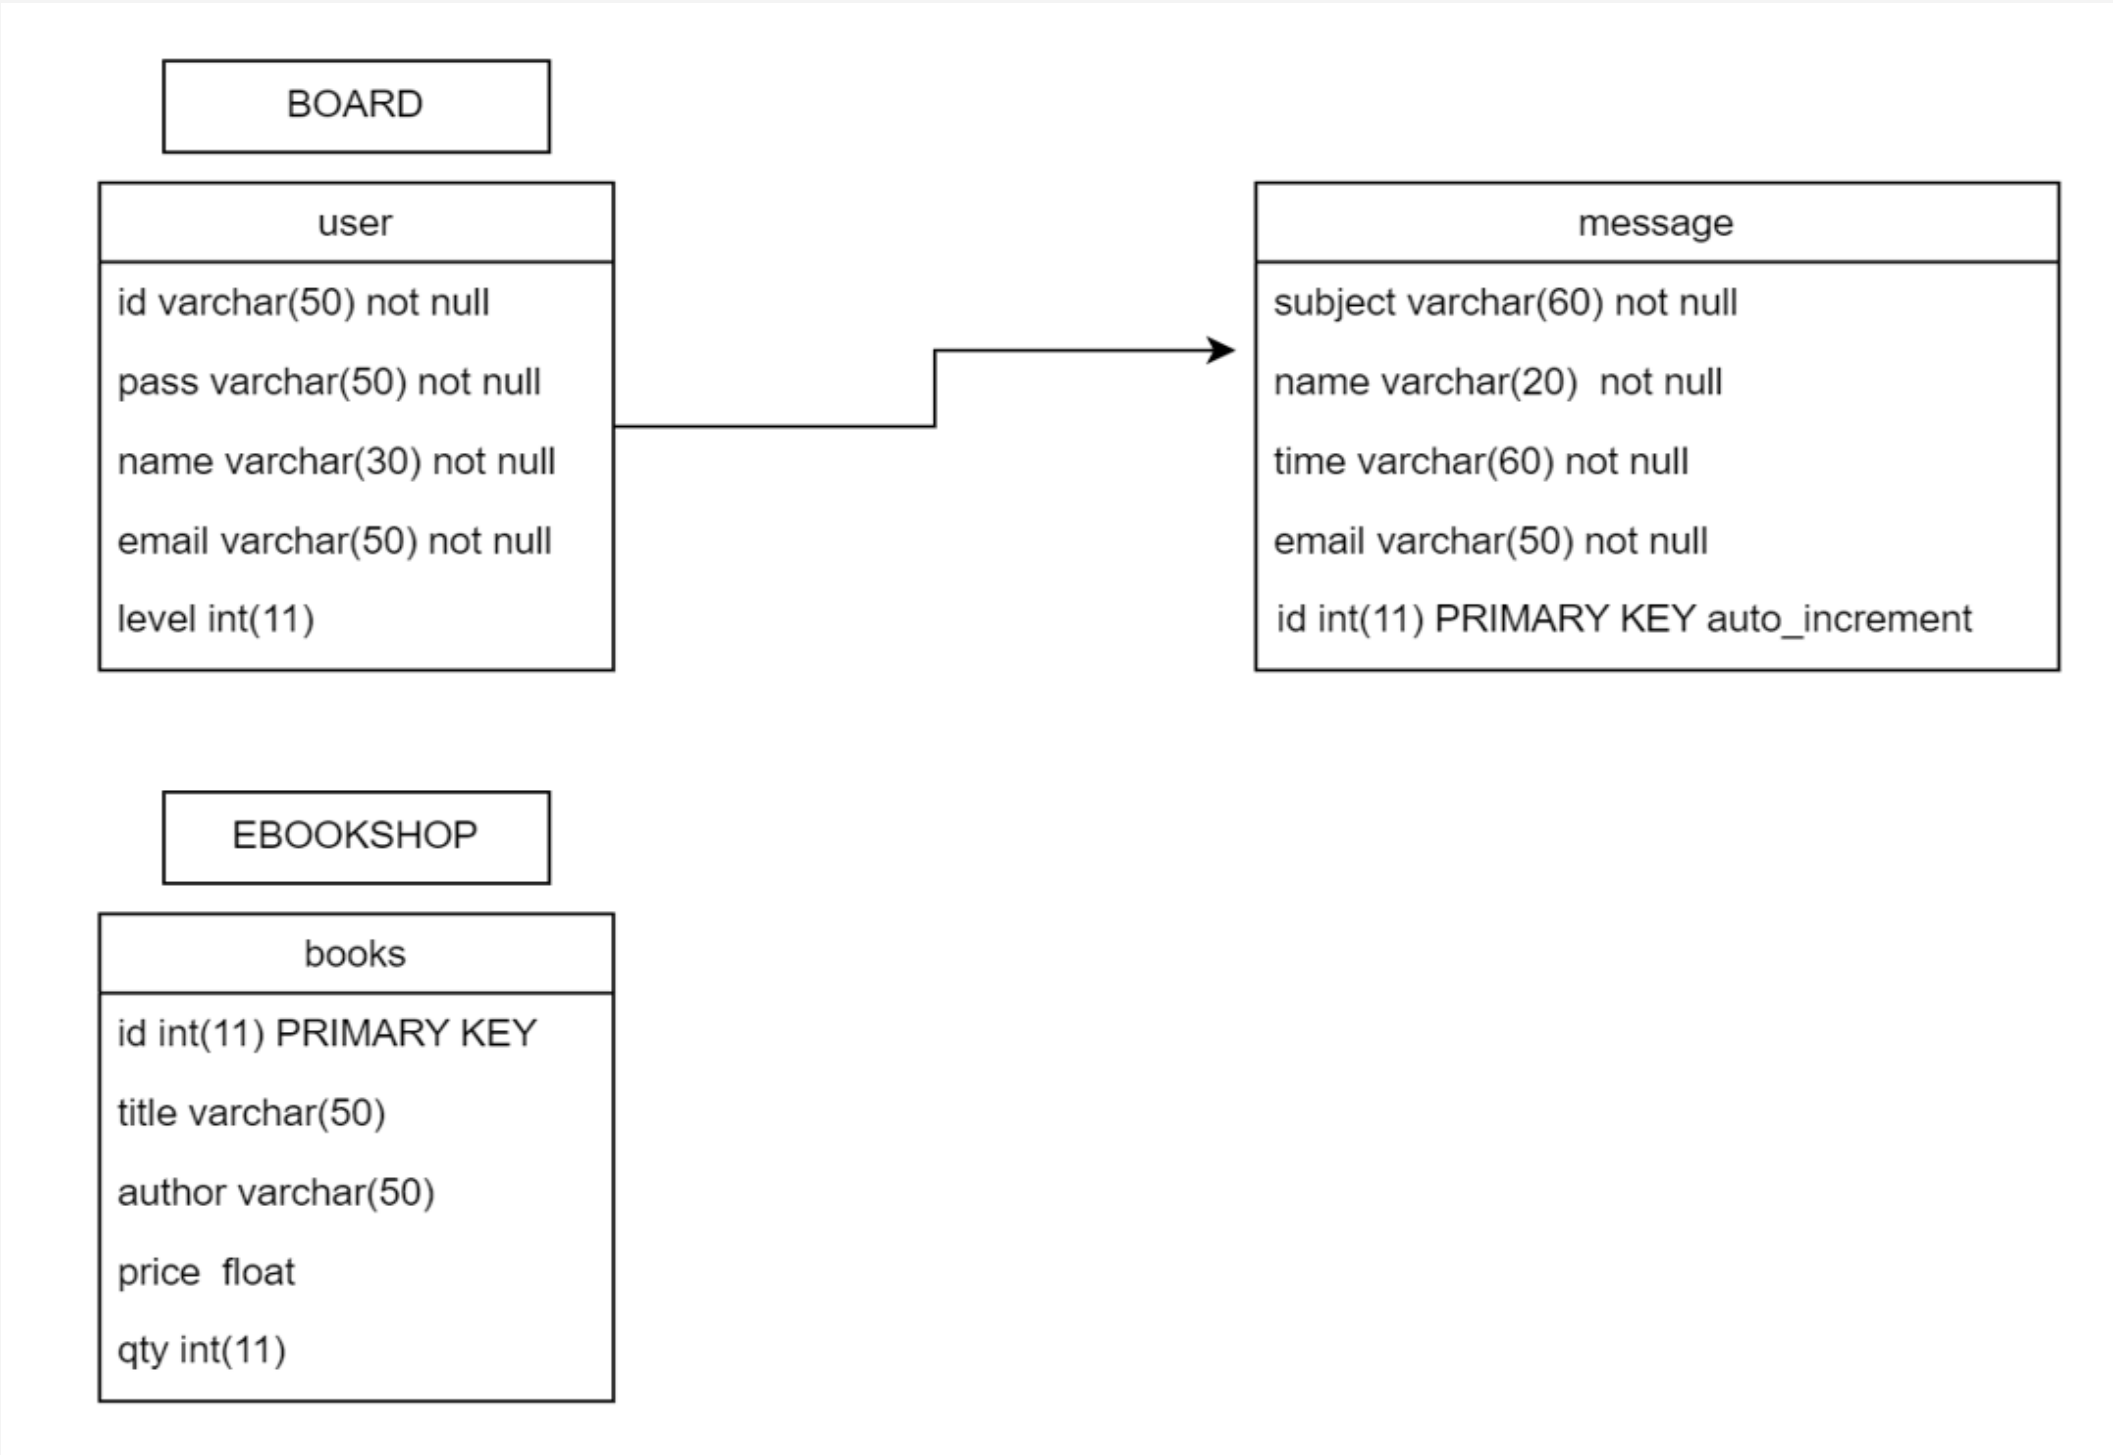 BOARD
user
id varchar(50) not null
pass varchar(50) not null
name varchar(30) not null
email varchar(50) not null
level int(11)
message
subject varchar(60) not null
name varchar(20)  not null
time varchar(60) not null
email varchar(50) not null
id int(11) PRIMARY KEY auto_increment
EBOOKSHOP
books
id int(11) PRIMARY KEY
title varchar(50)
author varchar(50)
price  float
qty int(11)